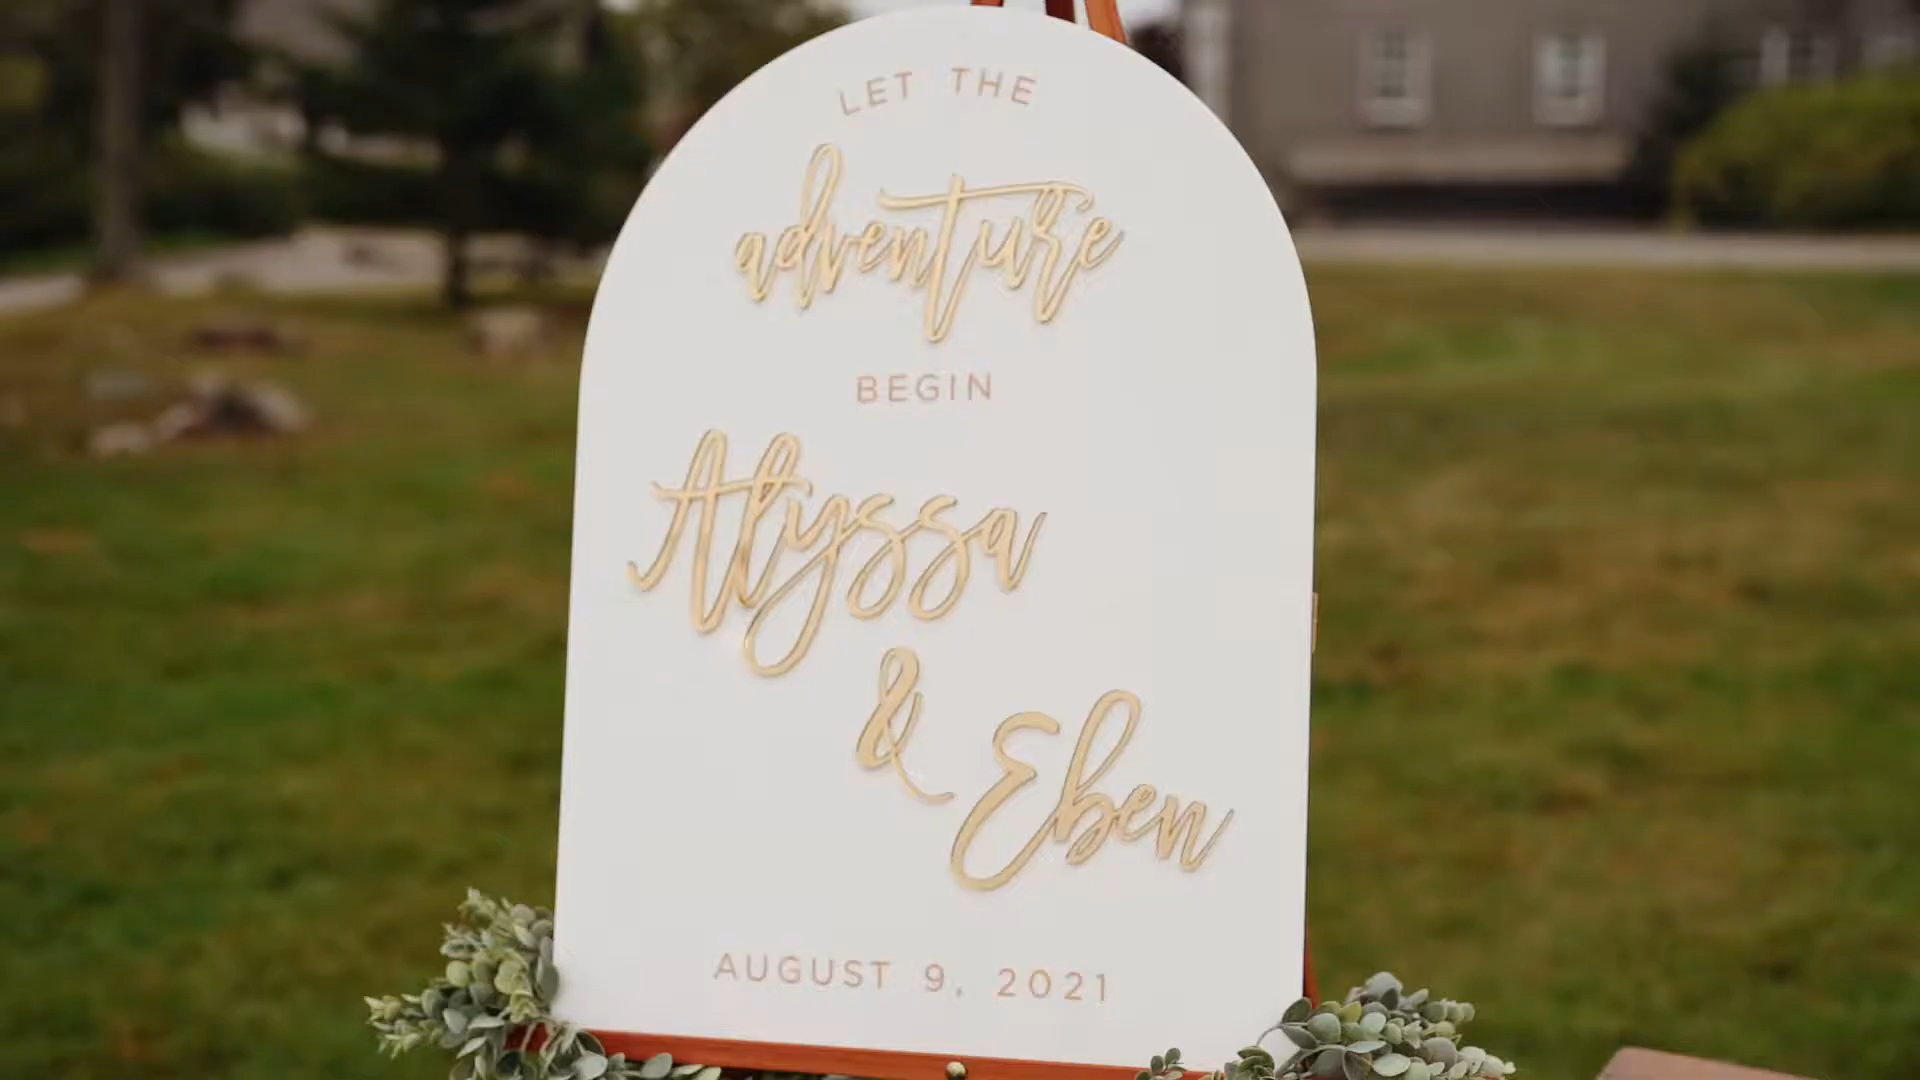 LET THE
adventure
BEGIN
Alyssa
&
Eben
AUGUST 9, 2021